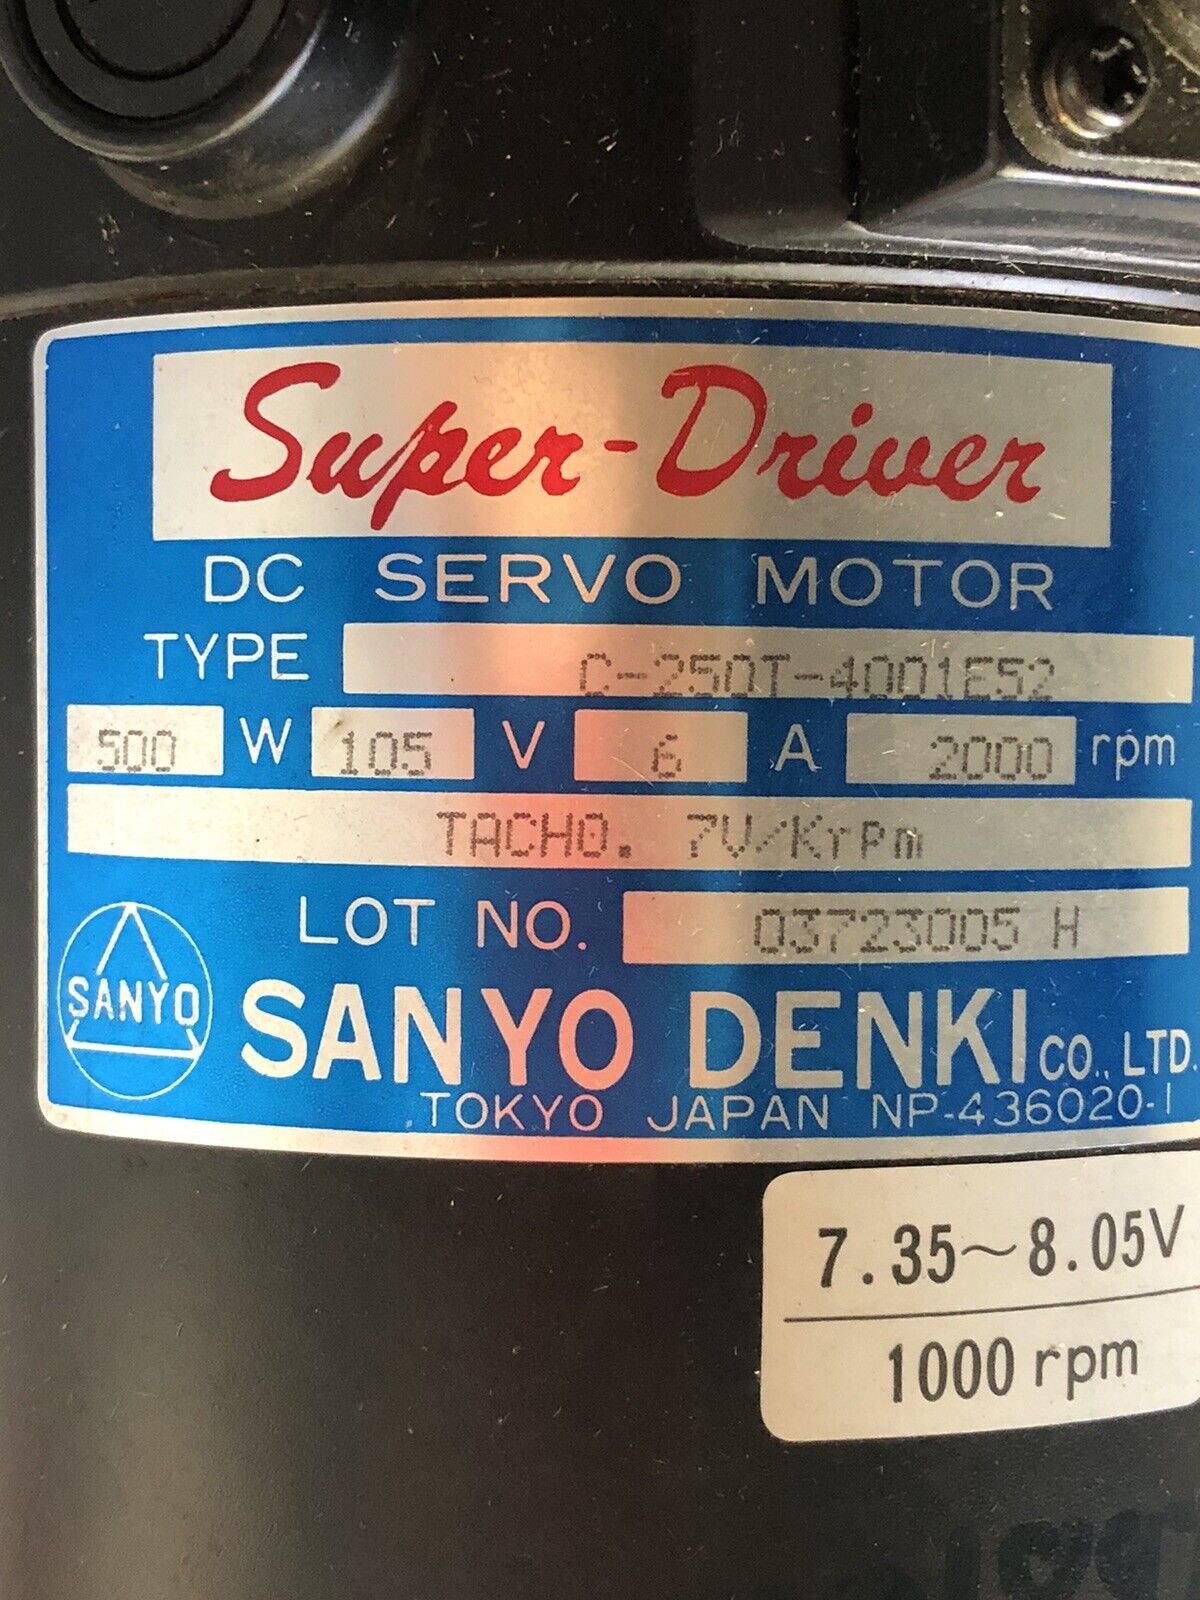 Super-Driver
DC SERVO MOTOR
TYPE C-250T-4001E52
500 W 105 V 6 A 2000 rpm
TACHO. 7V/Krpm
LOT NO. 03723005 H
SANYO
SANYO DENKI CO., LTD.
TOKYO JAPAN NP-436020-1
7.35~8.05V
1000 rpm